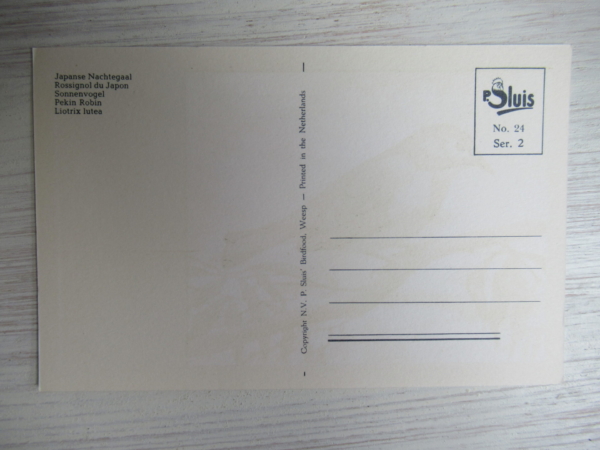 Japanse Nachtegaal
Rossignol du Japon
Sonnenvogel
Pekin Robin
Liotrix lutea
Copyright N.V. P. Sluis' Birdfood, Weesp — Printed in the Netherlands
P. Sluis
No. 24
Ser. 2